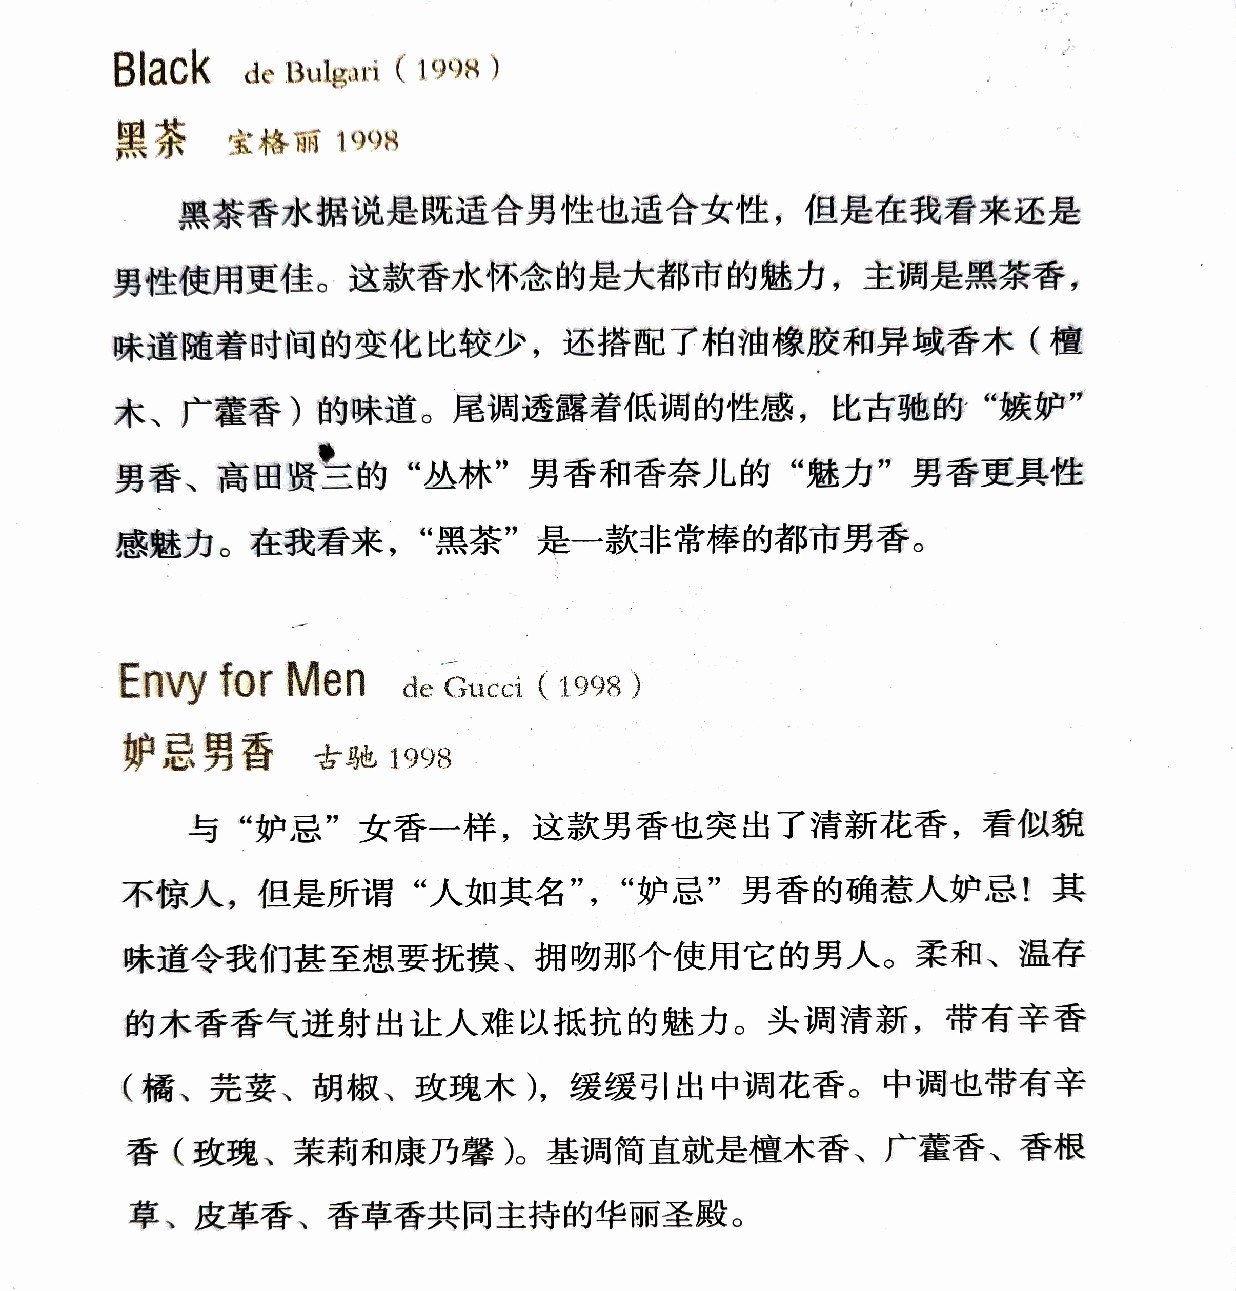 Black de Bulgari（1998）
黑茶 宝格丽 1998
黑茶香水据说是既适合男性也适合女性，但是在我看来还是
男性使用更佳。这款香水怀念的是大都市的魅力，主调是黑茶香，
味道随着时间的变化比较少，还搭配了柏油橡胶和异域香木（檀
木、广藿香）的味道。尾调透露着低调的性感，比古驰的“嫉妒”
男香、高田贤三的“丛林”男香和香奈儿的“魅力”男香更具性
感魅力。在我看来，“黑茶”是一款非常棒的都市男香。
Envy for Men de Gucci（1998）
妒忌男香 古驰 1998
与“妒忌”女香一样，这款男香也突出了清新花香，看似貌
不惊人，但是所谓“人如其名”，“妒忌”男香的确惹人妒忌！其
味道令我们甚至想要抚摸、拥吻那个使用它的男人。柔和、温存
的木香香气迸射出让人难以抵抗的魅力。头调清新，带有辛香
（橘、芫荽、胡椒、玫瑰木），缓缓引出中调花香。中调也带有辛
香（玫瑰、茉莉和康乃馨）。基调简直就是檀木香、广藿香、香根
草、皮革香、香草香共同主持的华丽圣殿。